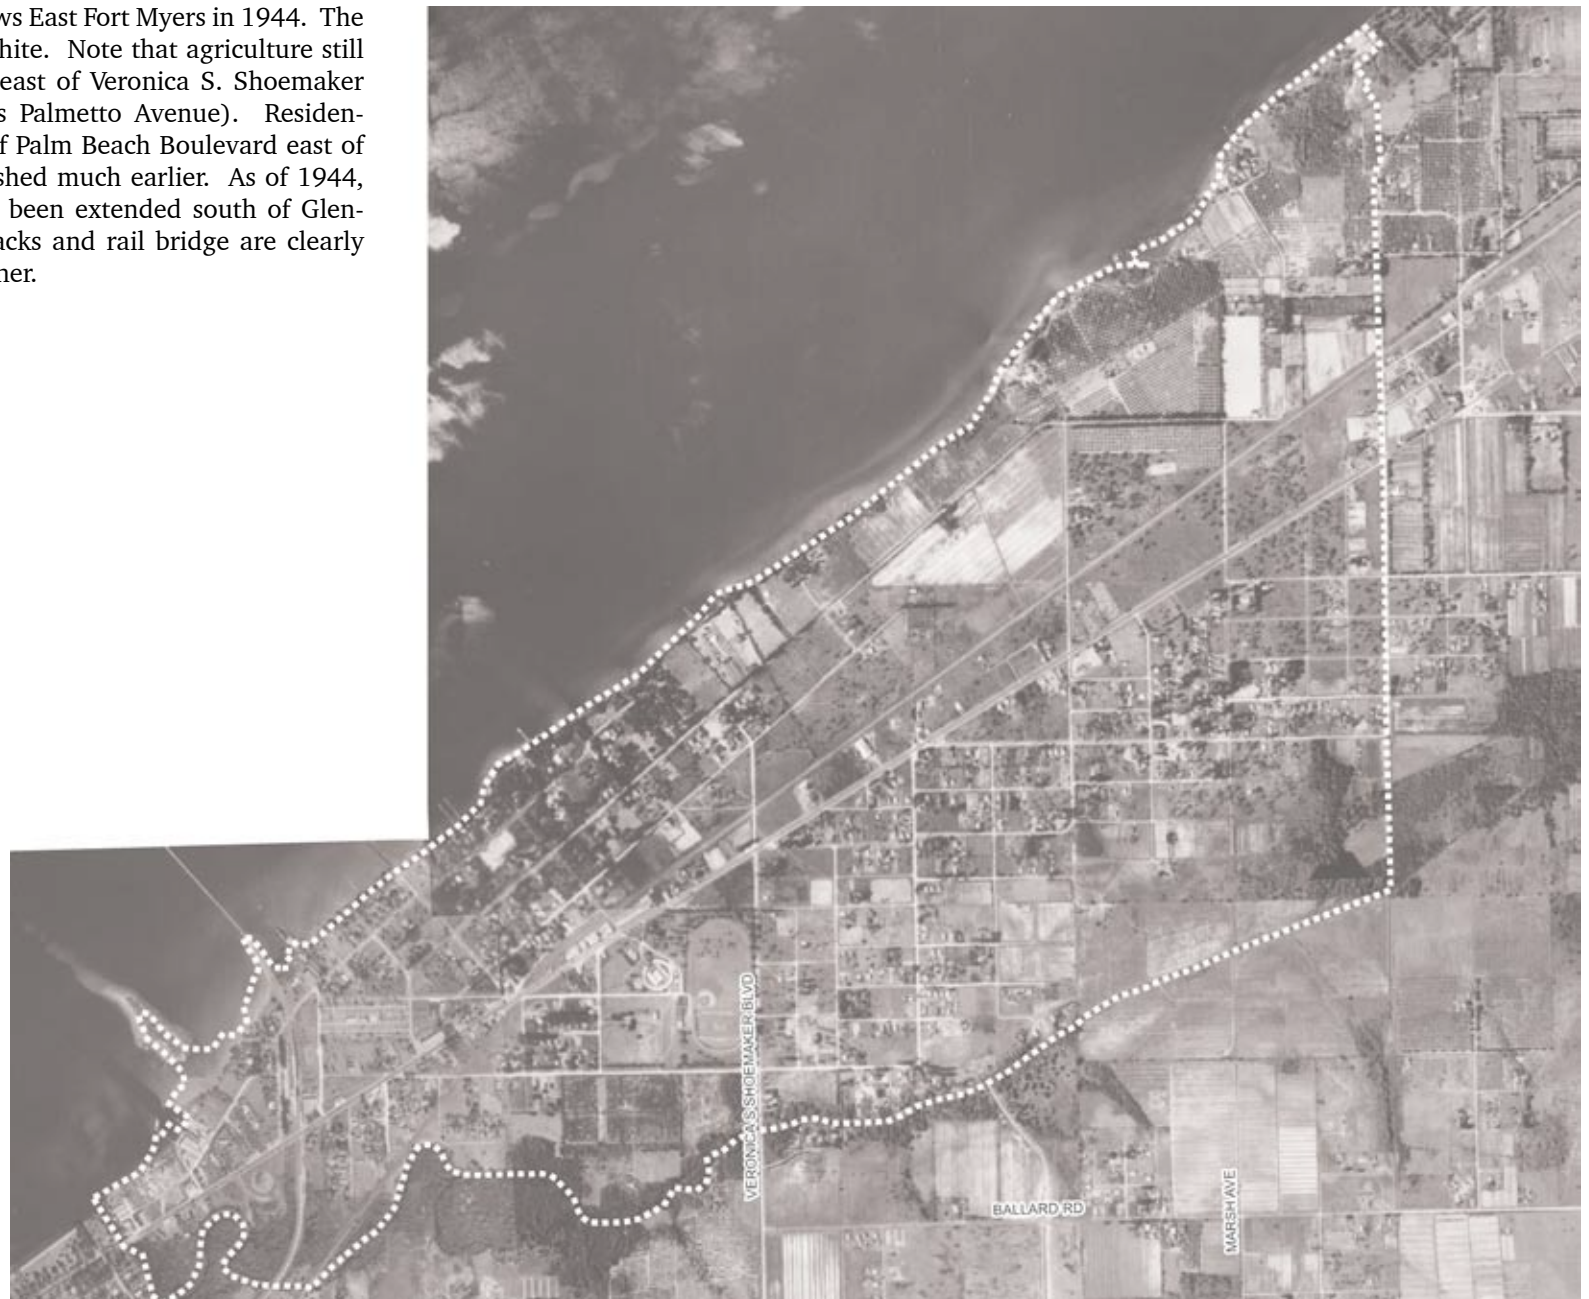 ws East Fort Myers in 1944. The
hite. Note that agriculture still
east of Veronica S. Shoemaker
s Palmetto Avenue). Residen-
f Palm Beach Boulevard east of
shed much earlier. As of 1944,
been extended south of Glen-
acks and rail bridge are clearly
ner.
VERONICA S SHOEMAKER BLVD
BALLARD RD
MARSH AVE